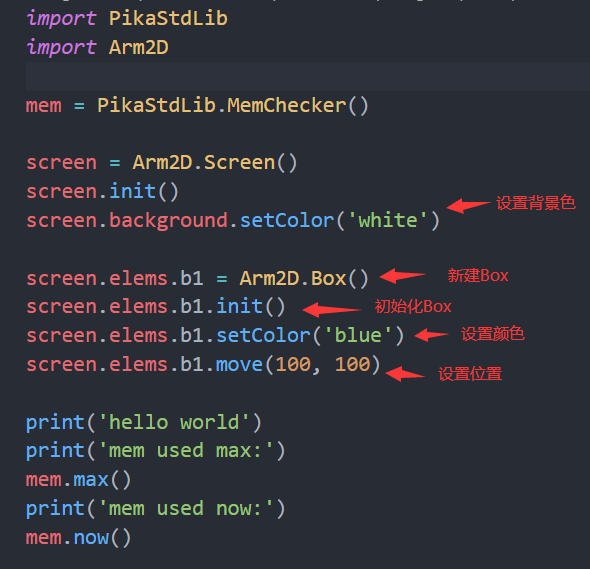 import PikaStdLib
import Arm2D
mem = PikaStdLib.MemChecker()
screen = Arm2D.Screen()
screen.init()
screen.background.setColor('white') 设置背景色
screen.elems.b1 = Arm2D.Box() 新建Box
screen.elems.b1.init() 初始化Box
screen.elems.b1.setColor('blue') 设置颜色
screen.elems.b1.move(100, 100) 设置位置
print('hello world')
print('mem used max:')
mem.max()
print('mem used now:')
mem.now()